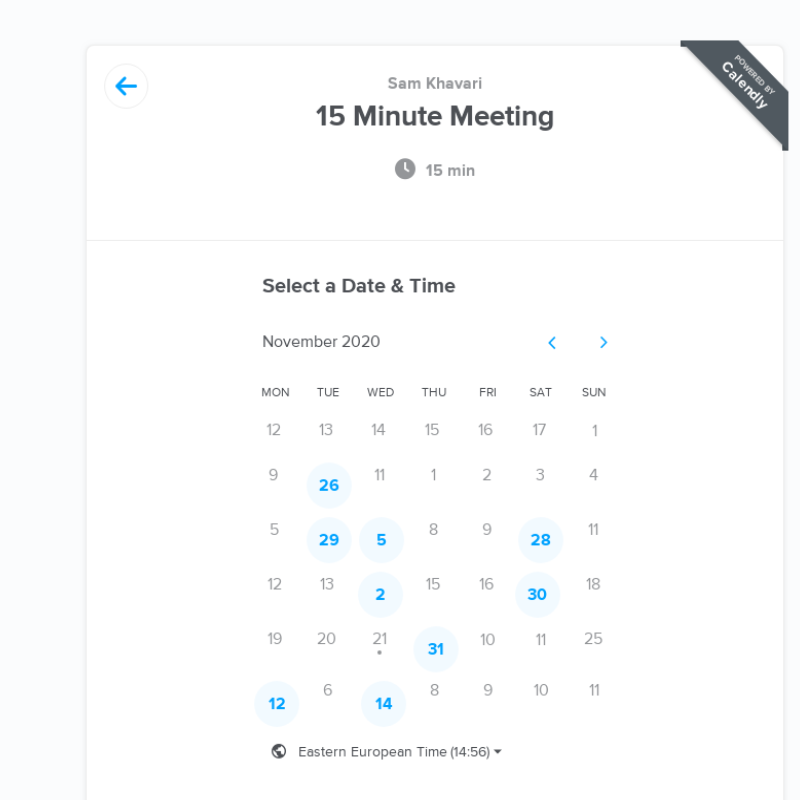 POWERED BY
Calendly
Sam Khavari
15 Minute Meeting
15 min
Select a Date & Time
November 2020
MON TUE WED THU FRI SAT SUN
12 13 14 15 16 17 1
9 26 11 1 2 3 4
5 29 5 8 9 28 11
12 13 2 15 16 30 18
19 20 21 31 10 11 25
12 6 14 8 9 10 11
Eastern European Time (14:56)